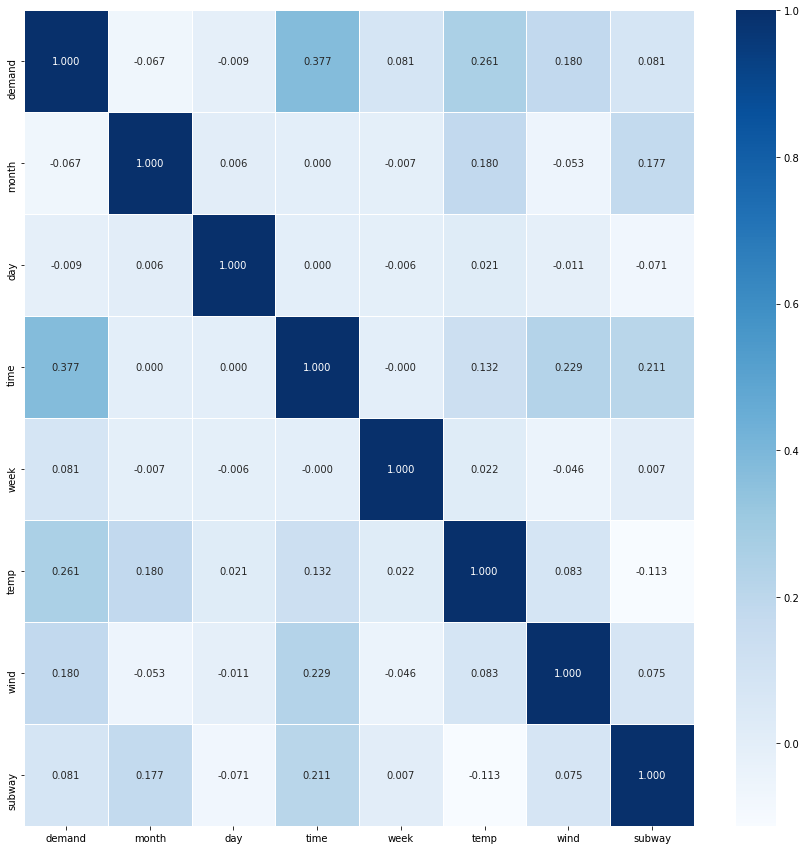 demand 1.000 -0.067 -0.009 0.377 0.081 0.261 0.180 0.081
month -0.067 1.000 0.006 0.000 -0.007 0.180 -0.053 0.177
day -0.009 0.006 1.000 0.000 -0.006 0.021 -0.011 -0.071
time 0.377 0.000 0.000 1.000 -0.000 0.132 0.229 0.211
week 0.081 -0.007 -0.006 -0.000 1.000 0.022 -0.046 0.007
temp 0.261 0.180 0.021 0.132 0.022 1.000 0.083 -0.113
wind 0.180 -0.053 -0.011 0.229 -0.046 0.083 1.000 0.075
subway 0.081 0.177 -0.071 0.211 0.007 -0.113 0.075 1.000
demand month day time week temp wind subway
1.0
0.8
0.6
0.4
0.2
0.0